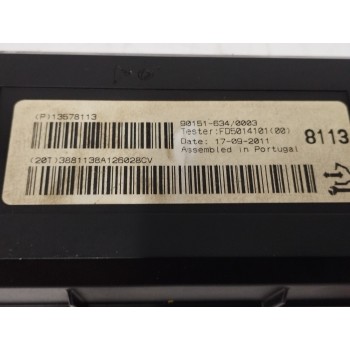 (P)13578113
90151-634/0003
Tester:FD5014101(00)
Date: 17-09-2011
Assembled in Portugal
8113
(20T)3881138A126028CV